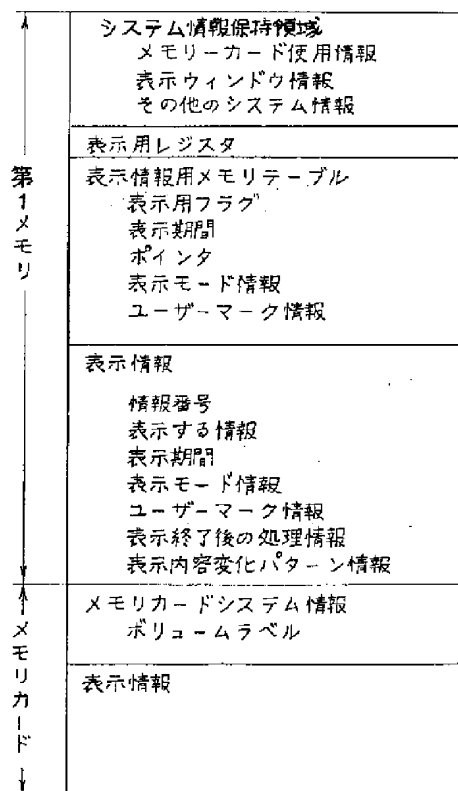 第1メモリ
システム情報保持領域
メモリーカード使用情報
表示ウィンドウ情報
その他のシステム情報
表示用レジスタ
表示情報用メモリテーブル
表示用フラグ
表示期間
ポインタ
表示モード情報
ユーザーマーク情報
表示情報
情報番号
表示する情報
表示期間
表示モード情報
ユーザーマーク情報
表示終了後の処理情報
表示内容変化パターン情報
メモリカード
メモリカードシステム情報
ボリュームラベル
表示情報